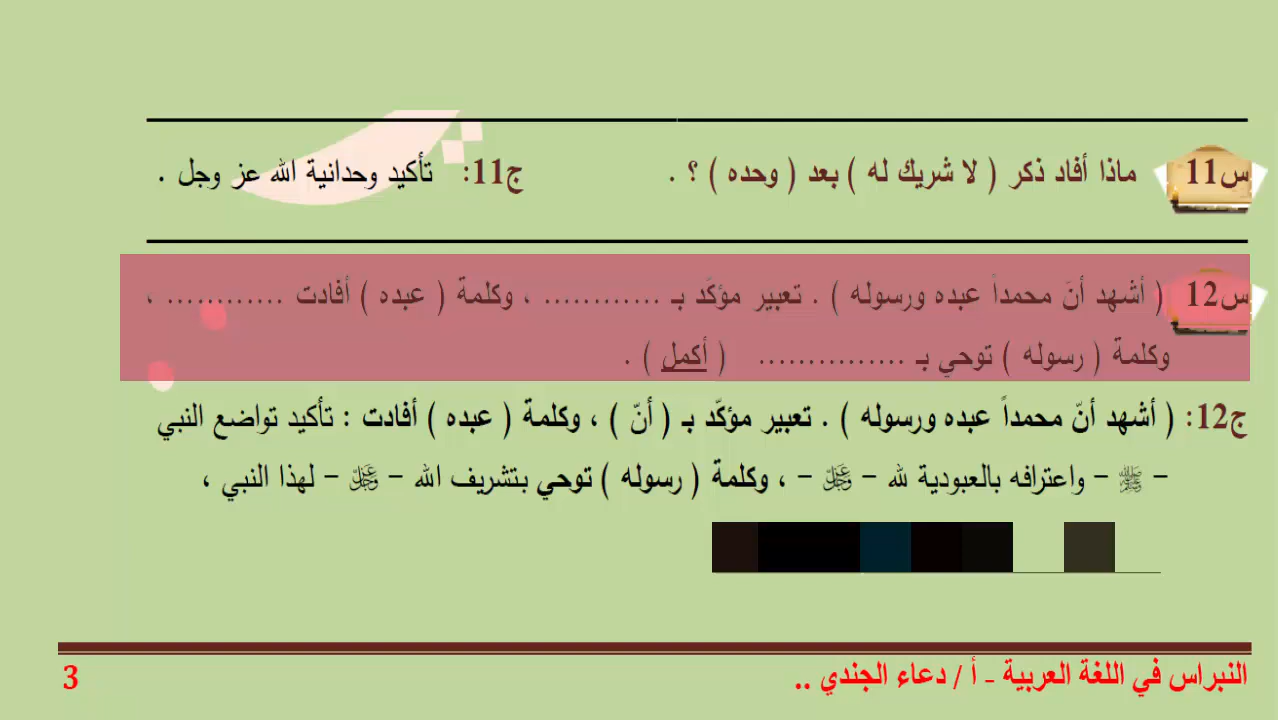 س11 ماذا أفاد ذكر ( لا شريك له ) بعد ( وحده ) ؟ . ج11: تأكيد وحدانية الله عز وجل .
س12 ( أشهد أنَ محمداً عبده ورسوله ) . تعبير مؤكّد بـ ............ ، وكلمة ( عبده ) أفادت ............ ،
وكلمة ( رسوله ) توحي بـ ............... ( أكمل ) .
ج12: ( أشهد أنّ محمداً عبده ورسوله ) . تعبير مؤكّد بـ ( أنّ ) ، وكلمة ( عبده ) أفادت : تأكيد تواضع النبي
– ﷺ – واعترافه بالعبودية لله – ﷻ – ، وكلمة ( رسوله ) توحي بتشريف الله – ﷻ – لهذا النبي ،
النبراس في اللغة العربية - أ / دعاء الجندي .. 3